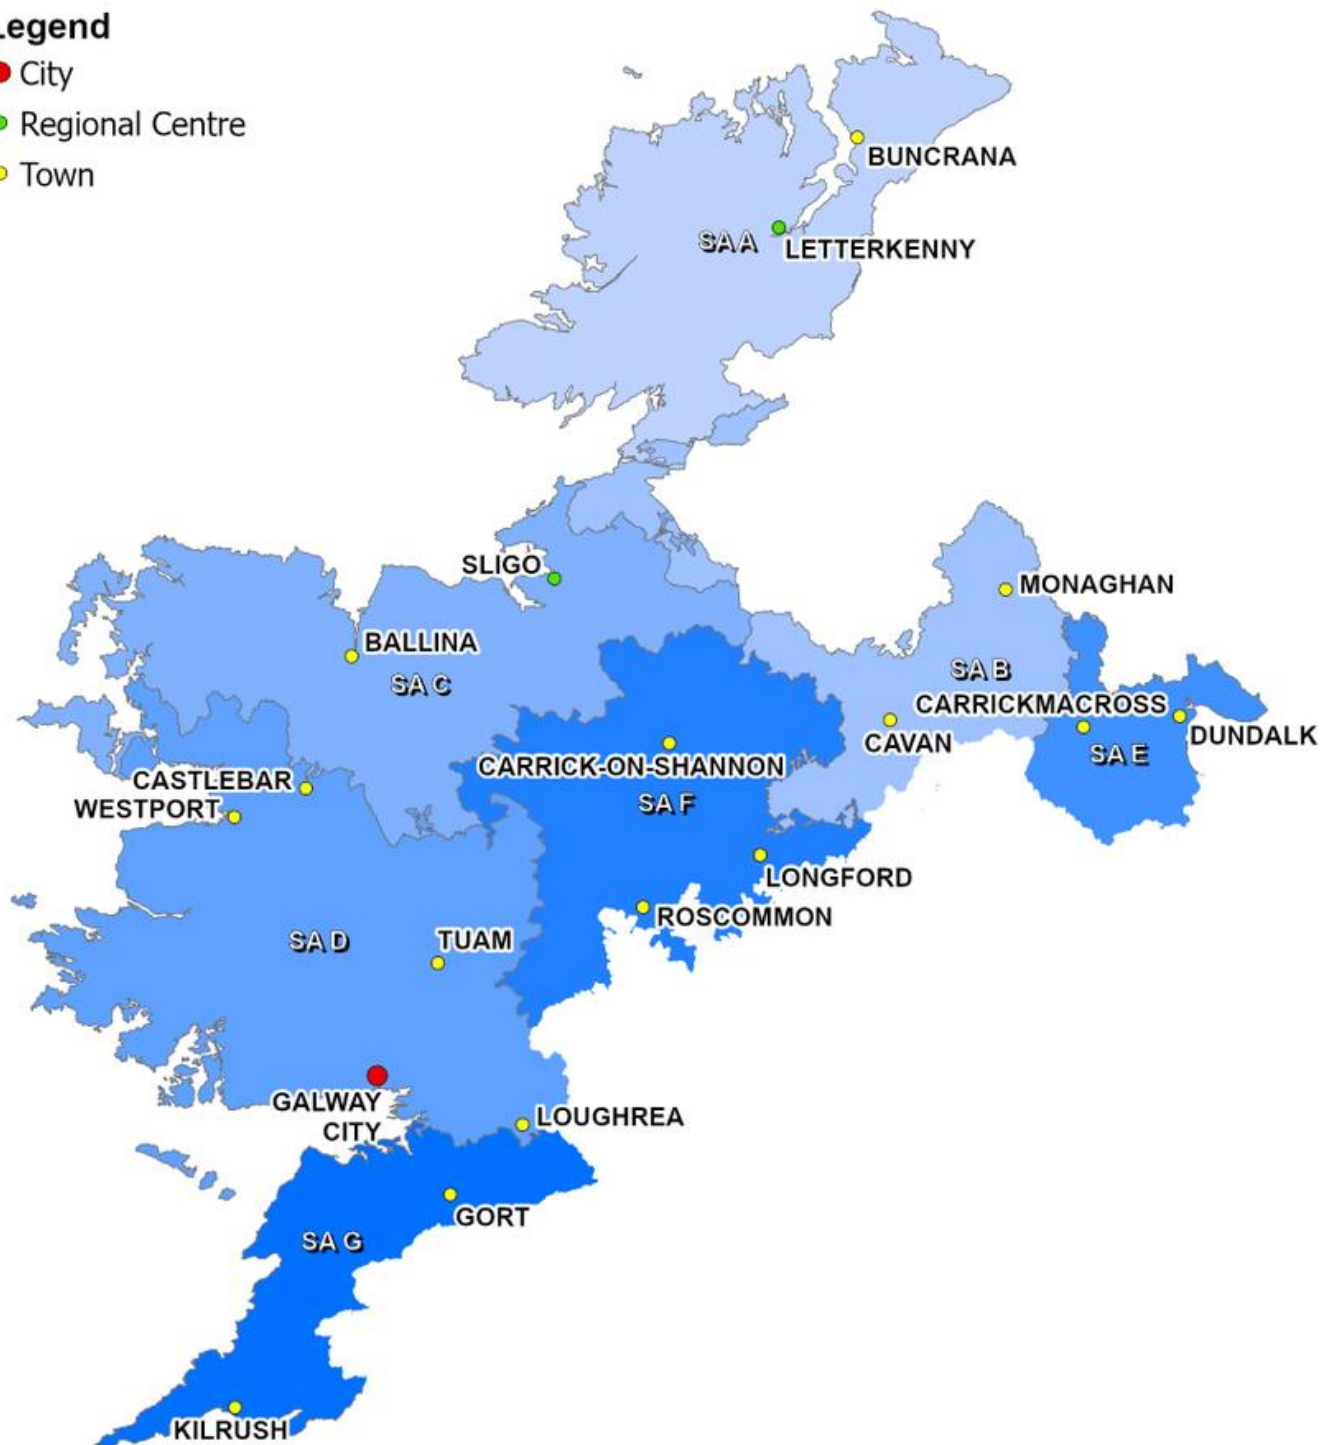 Legend
City
Regional Centre
Town
BUNCRANA
SA A
LETTERKENNY
SLIGO
MONAGHAN
BALLINA
SA B
SA C
CARRICKMACROSS
DUNDALK
CAVAN
SA E
CARRICK-ON-SHANNON
CASTLEBAR
SA F
WESTPORT
LONGFORD
ROSCOMMON
SA D
TUAM
GALWAY
CITY
LOUGHREA
GORT
SA G
KILRUSH